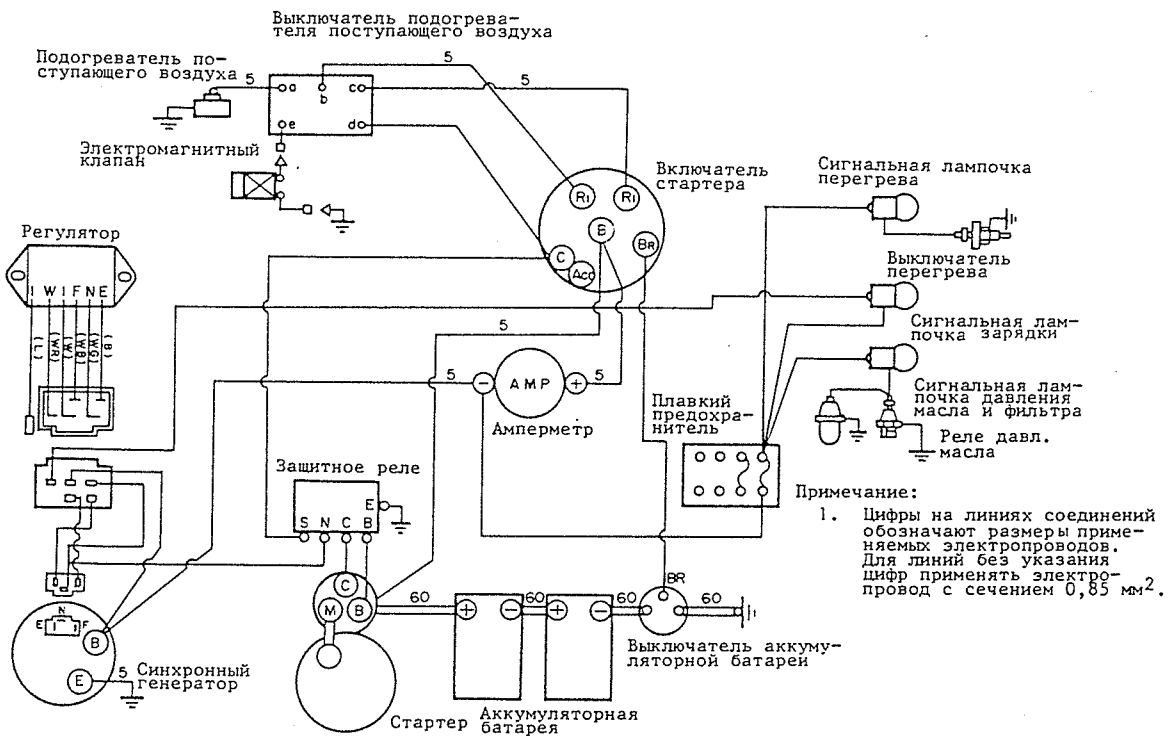 Выключатель подогрева-
теля поступающего воздуха
Подогреватель по-
ступающего воздуха
5
5
5
a
b
c
e
d
Электромагнитный
клапан
Включатель
стартера
R1
R1
B
BR
C
Acc
Сигнальная лампочка
перегрева
Выключатель
перегрева
Регулятор
I W I F N E
(L)
(WR)
(W)
(WB)
(WG)
(B)
Сигнальная лам-
почка зарядки
5
5
AMP
5
Амперметр
Плавкий
предохра-
нитель
Сигнальная лам-
почка давления
масла и фильтра
Реле давл.
масла
Защитное реле
E
S N C B
Примечание:
1. Цифры на линиях соединений
обозначают размеры приме-
няемых электропроводов.
Для линий без указания
цифр применять электро-
провод с сечением 0,85 мм².
C
M
B
60
60
60
BR
60
Выключатель аккуму-
ляторной батареи
N
E
F
B
E
5
Синхронный
генератор
Стартер
Аккумуляторная
батарея